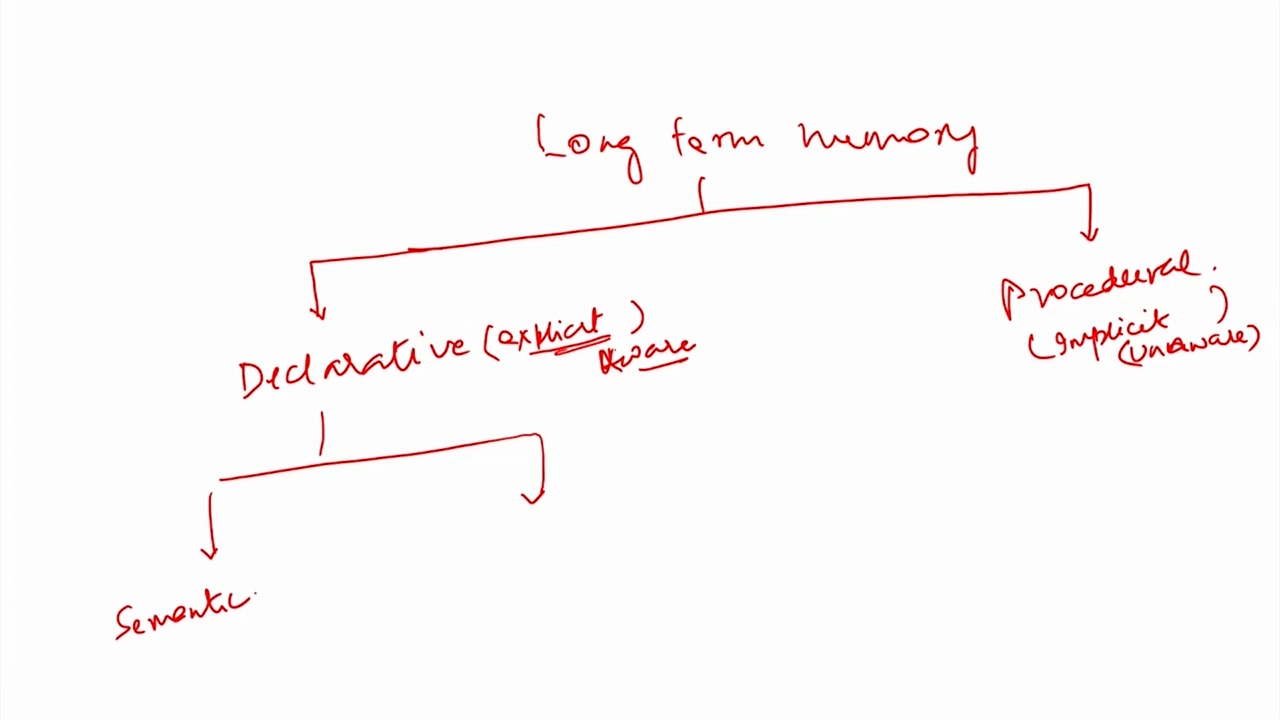 Long term memory
Procedural.
(Implicit)
(unaware)
Declarative (explicit)
Aware
Semantic.